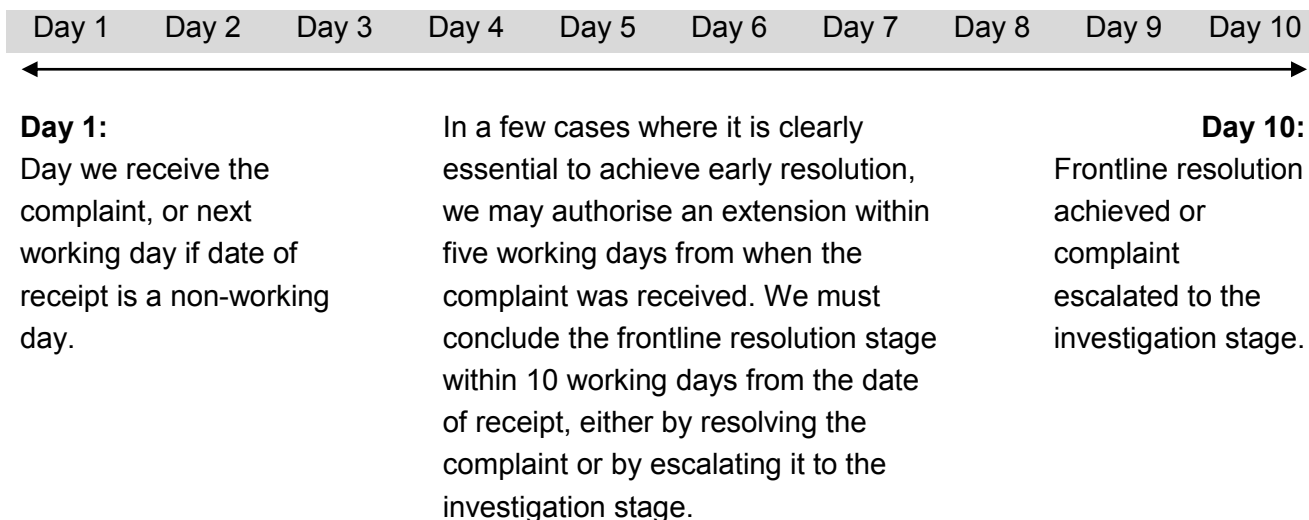 Day 1 Day 2 Day 3 Day 4 Day 5 Day 6 Day 7 Day 8 Day 9 Day 10
Day 1:
Day we receive the
complaint, or next
working day if date of
receipt is a non-working
day.
In a few cases where it is clearly
essential to achieve early resolution,
we may authorise an extension within
five working days from when the
complaint was received. We must
conclude the frontline resolution stage
within 10 working days from the date
of receipt, either by resolving the
complaint or by escalating it to the
investigation stage.
Day 10:
Frontline resolution
achieved or
complaint
escalated to the
investigation stage.